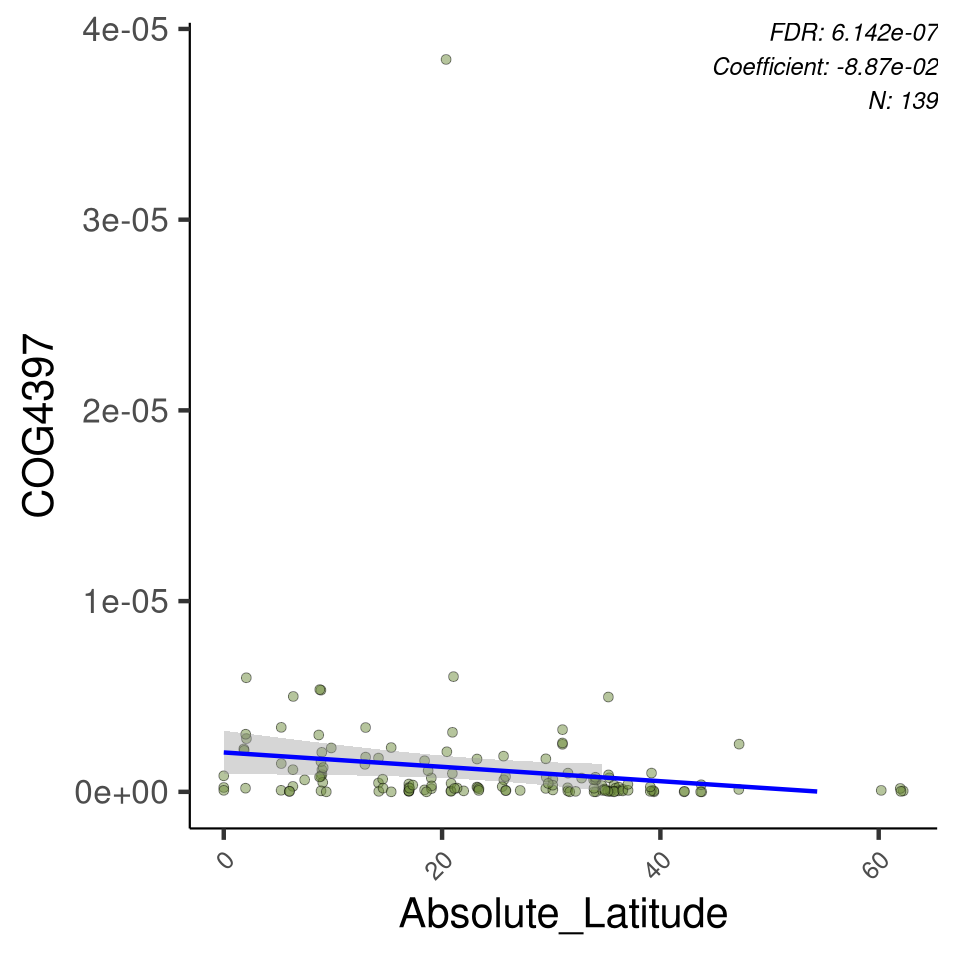 FDR: 6.142e-07
Coefficient: -8.87e-02
N: 139
4e-05
3e-05
2e-05
1e-05
0e+00
COG4397
0
20
40
60
Absolute_Latitude